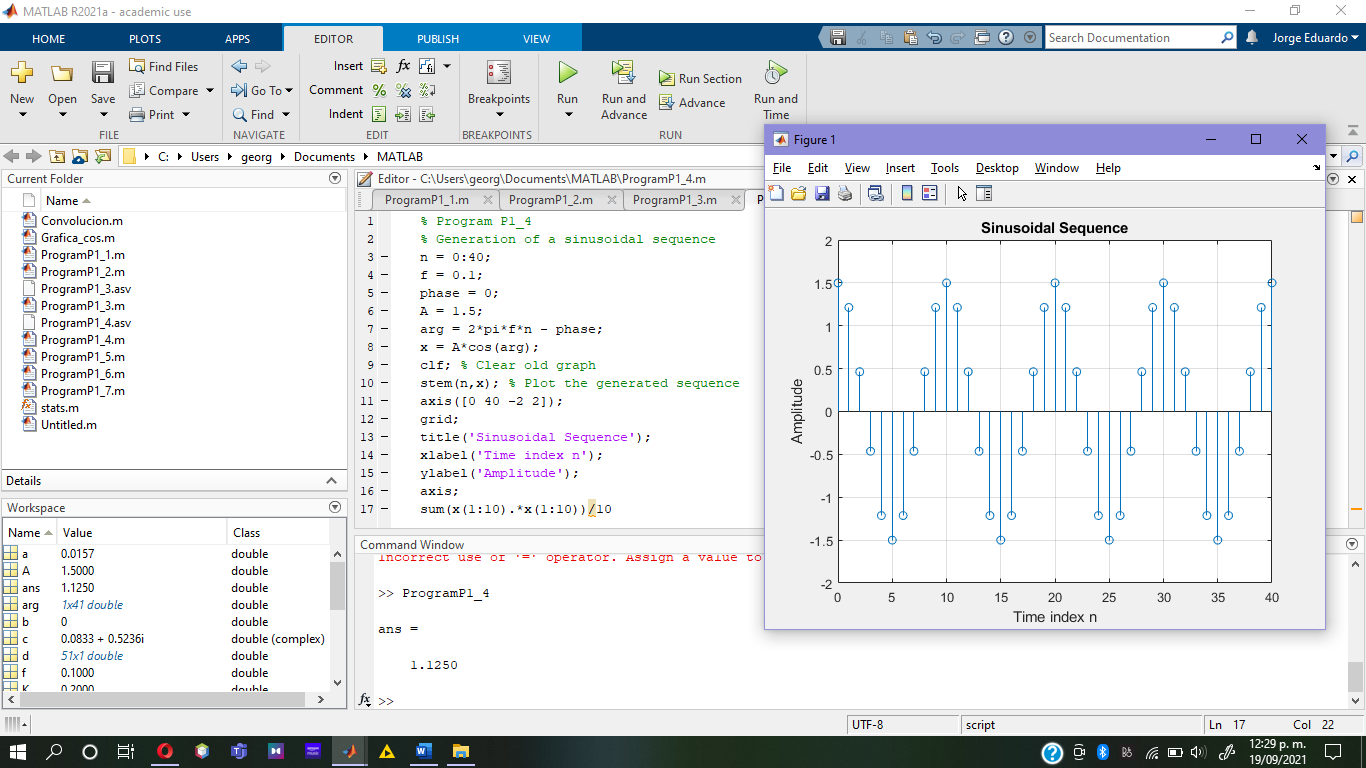 MATLAB R2021a - academic use
HOME PLOTS APPS EDITOR PUBLISH VIEW
Search Documentation
Jorge Eduardo
New Open Save
Find Files
Compare
Print
FILE
Go To
Find
NAVIGATE
Insert fx
Comment
Indent
EDIT
Breakpoints
BREAKPOINTS
Run
Run and Advance
Run Section
Advance
Run and Time
RUN
C: Users georg Documents MATLAB
Current Folder
Name
Convolucion.m
Grafica_cos.m
ProgramP1_1.m
ProgramP1_2.m
ProgramP1_3.asv
ProgramP1_3.m
ProgramP1_4.asv
ProgramP1_4.m
ProgramP1_5.m
ProgramP1_6.m
ProgramP1_7.m
stats.m
Untitled.m
Details
Workspace
Name Value Class
a 0.0157 double
A 1.5000 double
ans 1.1250 double
arg 1x41 double double
b 0 double
c 0.0833 + 0.5236i double (complex)
d 51x1 double double
f 0.1000 double
K 0.2000 double
Editor - C:\Users\georg\Documents\MATLAB\ProgramP1_4.m
ProgramP1_1.m ProgramP1_2.m ProgramP1_3.m P
1 % Program P1_4
2 % Generation of a sinusoidal sequence
3 – n = 0:40;
4 – f = 0.1;
5 – phase = 0;
6 – A = 1.5;
7 – arg = 2*pi*f*n - phase;
8 – x = A*cos(arg);
9 – clf; % Clear old graph
10 – stem(n,x); % Plot the generated sequence
11 – axis([0 40 -2 2]);
12 – grid;
13 – title('Sinusoidal Sequence');
14 – xlabel('Time index n');
15 – ylabel('Amplitude');
16 – axis;
17 – sum(x(1:10).*x(1:10))/10
Command Window
Incorrect use of '=' operator. Assign a value to
>> ProgramP1_4
ans =
1.1250
fx >>
Figure 1
File Edit View Insert Tools Desktop Window Help
Sinusoidal Sequence
2
1.5
1
0.5
0
-0.5
-1
-1.5
-2
Amplitude
0 5 10 15 20 25 30 35 40
Time index n
UTF-8 script Ln 17 Col 22
12:29 p. m.
19/09/2021